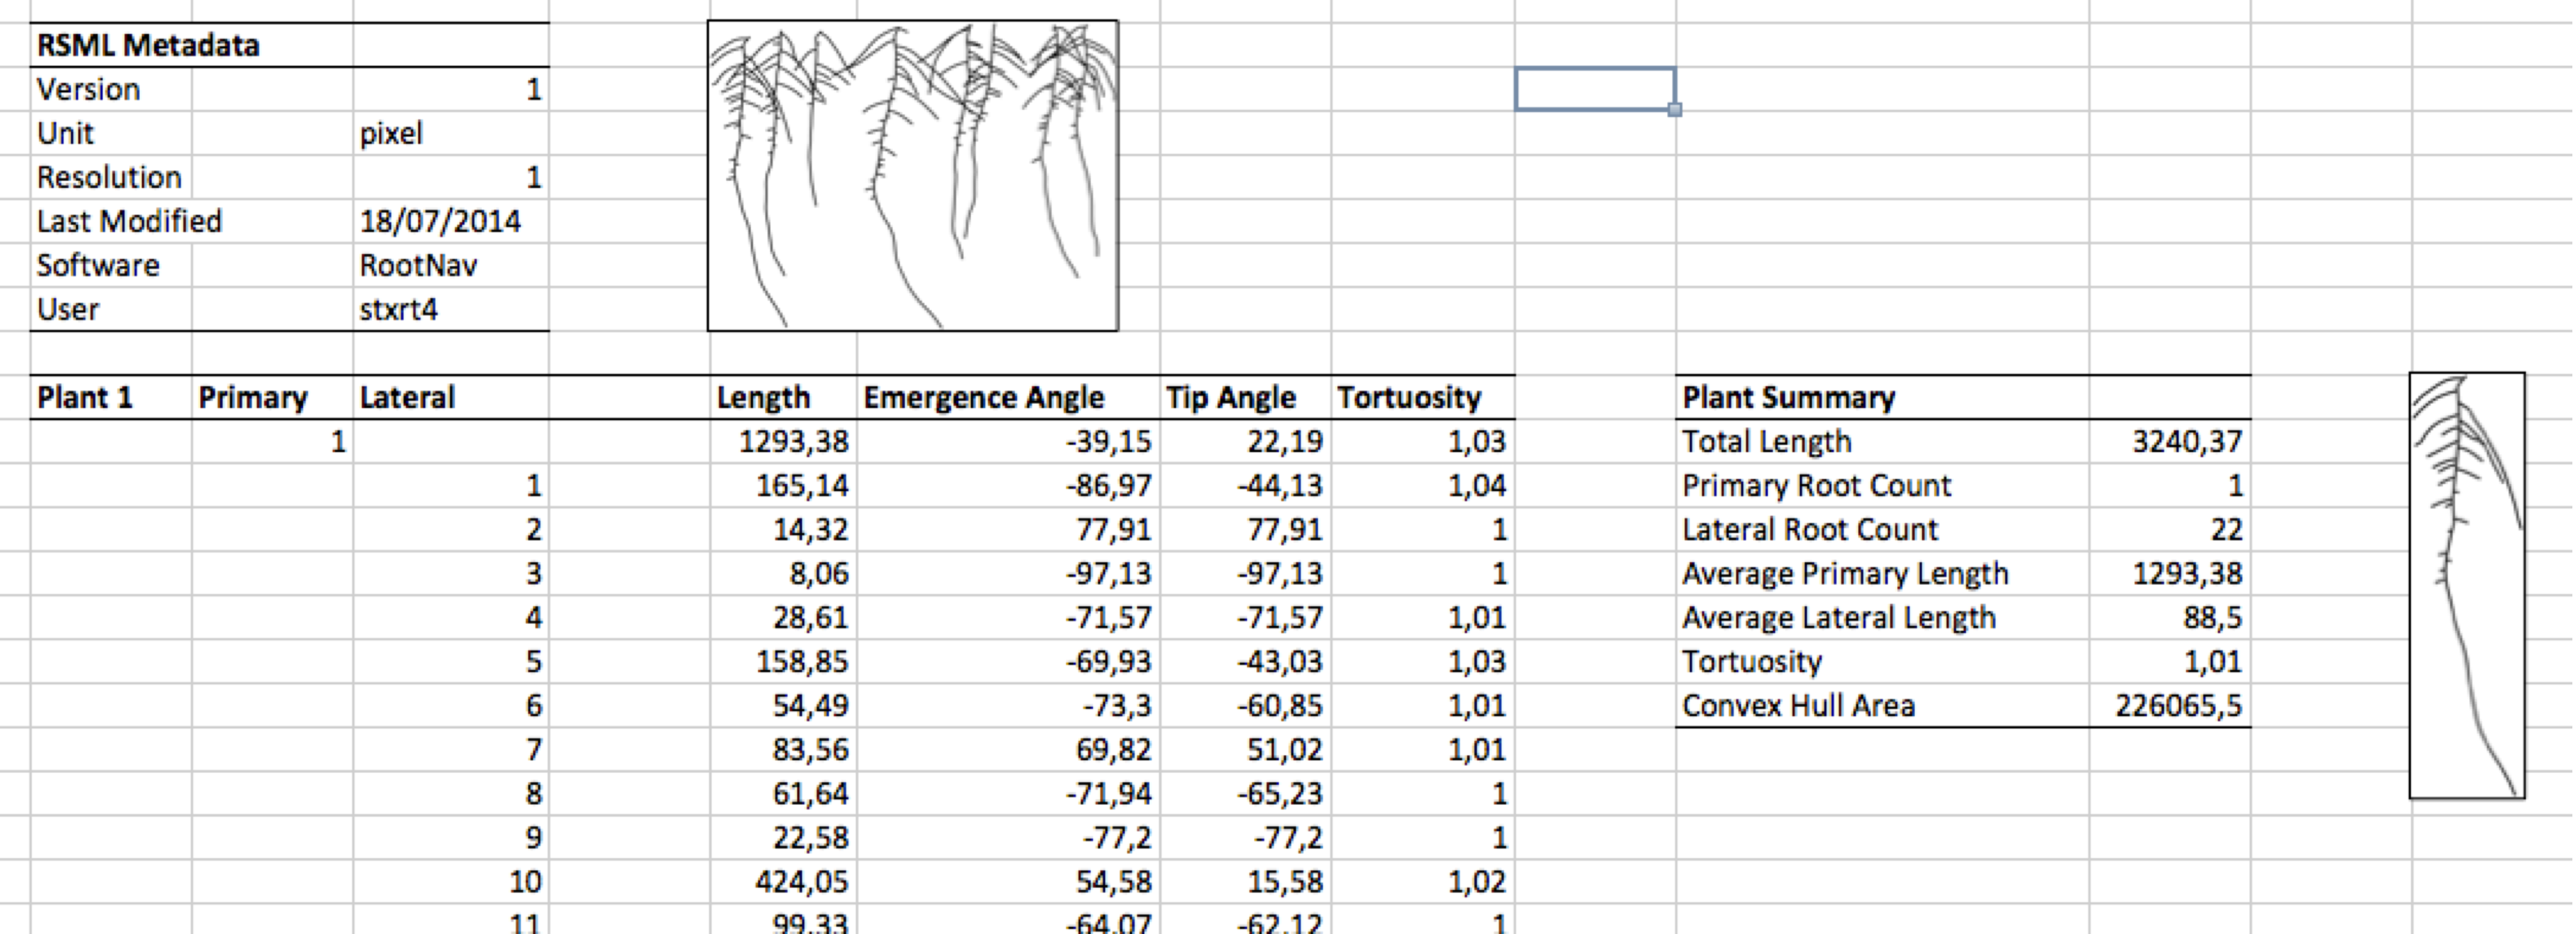 RSML Metadata
Version 1
Unit pixel
Resolution 1
Last Modified 18/07/2014
Software RootNav
User stxrt4
Plant 1 Primary Lateral Length Emergence Angle Tip Angle Tortuosity Plant Summary
1 1293,38 -39,15 22,19 1,03 Total Length 3240,37
1 165,14 -86,97 -44,13 1,04 Primary Root Count 1
2 14,32 77,91 77,91 1 Lateral Root Count 22
3 8,06 -97,13 -97,13 1 Average Primary Length 1293,38
4 28,61 -71,57 -71,57 1,01 Average Lateral Length 88,5
5 158,85 -69,93 -43,03 1,03 Tortuosity 1,01
6 54,49 -73,3 -60,85 1,01 Convex Hull Area 226065,5
7 83,56 69,82 51,02 1,01
8 61,64 -71,94 -65,23 1
9 22,58 -77,2 -77,2 1
10 424,05 54,58 15,58 1,02
11 99,33 -64,07 -62,12 1